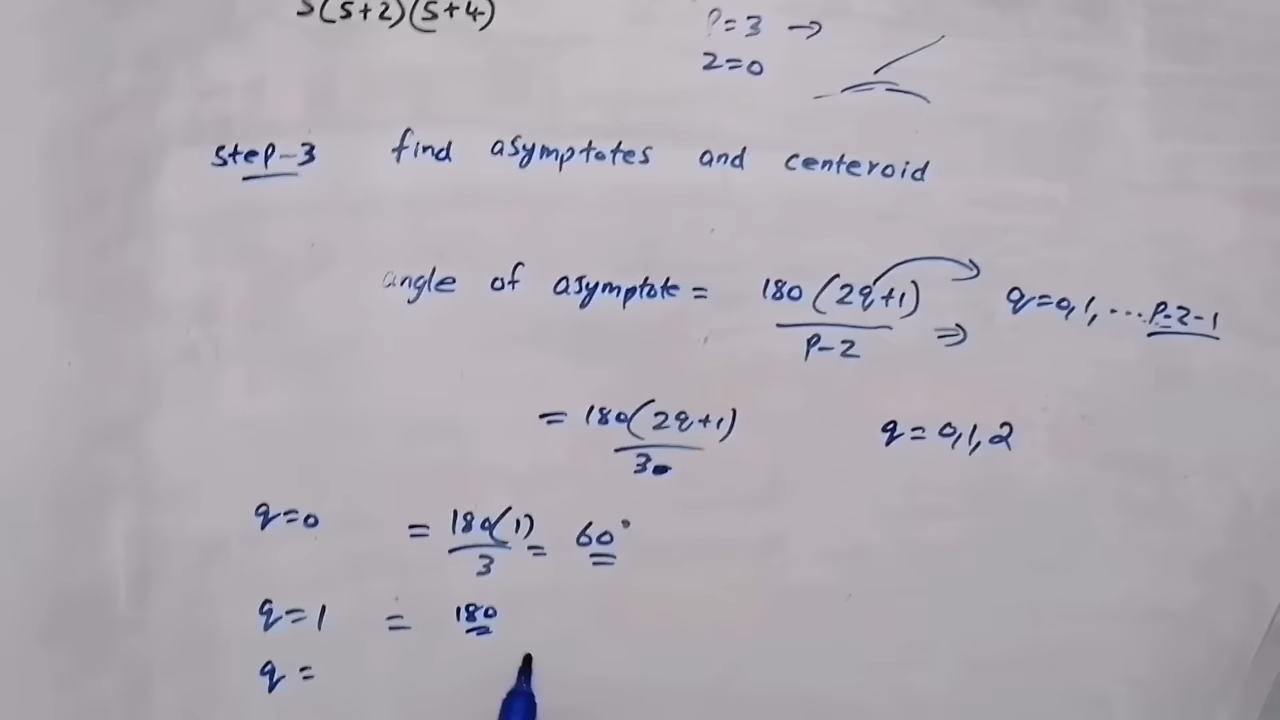 s(s+2)(s+4)
P=3 →
Z=0
step-3 find asymptotes and centeroid
angle of asymptote = 180(2q+1) / P-Z ⇒ q=0,1,...P-Z-1
= 180(2q+1) / 3 q=0,1,2
q=0 = 180(1) / 3 = 60°
q=1 = 180
q=